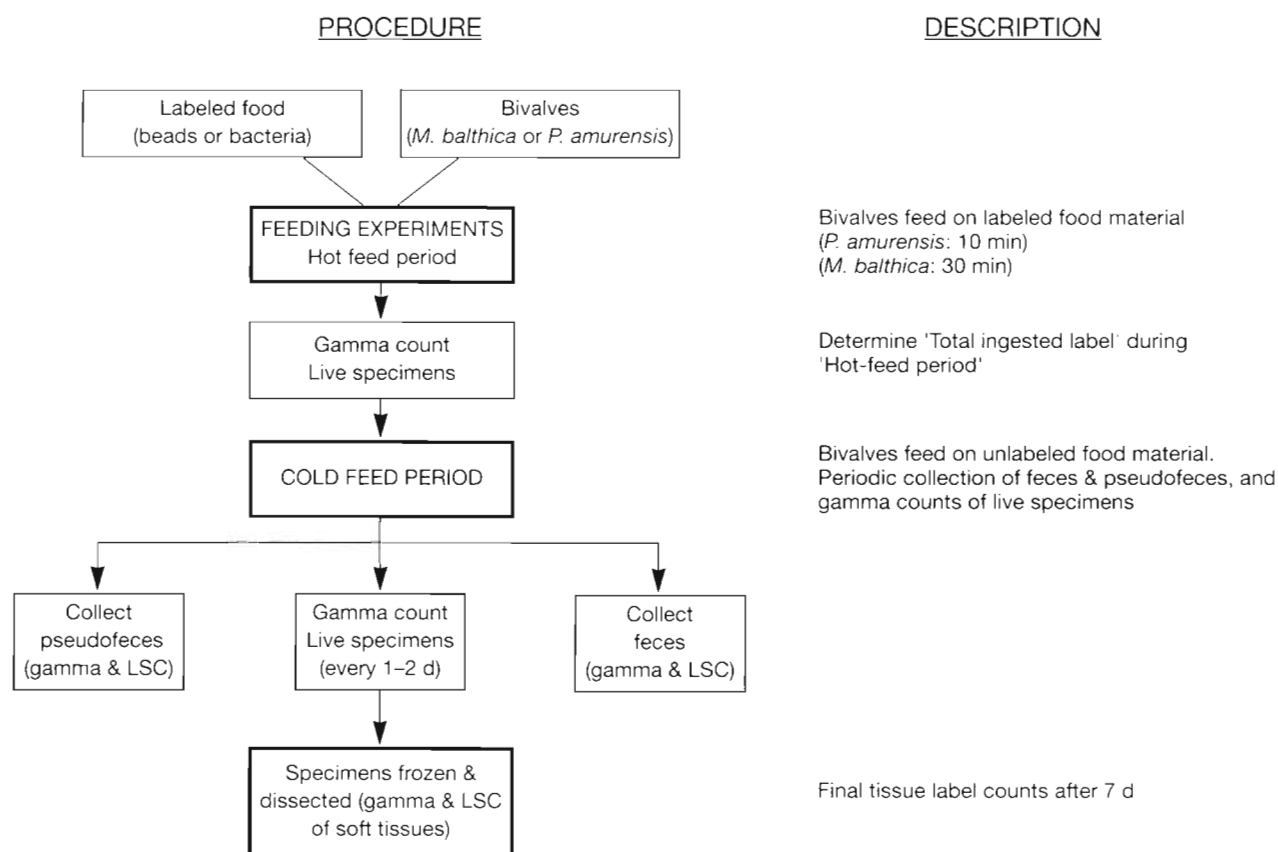 PROCEDURE
DESCRIPTION
Labeled food
(beads or bacteria)
Bivalves
(M. balthica or P. amurensis)
FEEDING EXPERIMENTS
Hot feed period
Bivalves feed on labeled food material
(P. amurensis: 10 min)
(M. balthica: 30 min)
Gamma count
Live specimens
Determine 'Total ingested label' during
'Hot-feed period'
COLD FEED PERIOD
Bivalves feed on unlabeled food material.
Periodic collection of feces & pseudofeces, and
gamma counts of live specimens
Collect
pseudofeces
(gamma & LSC)
Gamma count
Live specimens
(every 1–2 d)
Collect
feces
(gamma & LSC)
Specimens frozen &
dissected (gamma & LSC
of soft tissues)
Final tissue label counts after 7 d